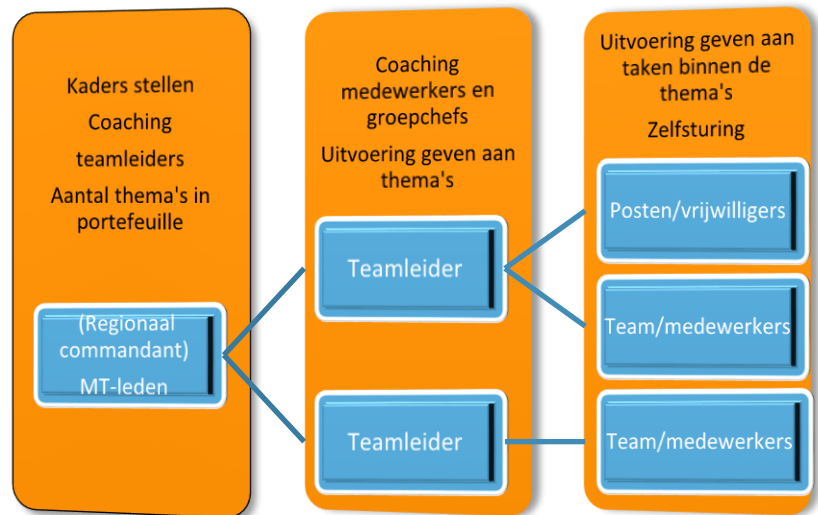 Kaders stellen
Coaching
teamleiders
Aantal thema's in
portefeuille
(Regionaal
commandant)
MT-leden
Coaching
medewerkers en
groepchefs
Uitvoering geven aan
thema's
Teamleider
Teamleider
Uitvoering geven aan
taken binnen de
thema's
Zelfsturing
Posten/vrijwilligers
Team/medewerkers
Team/medewerkers